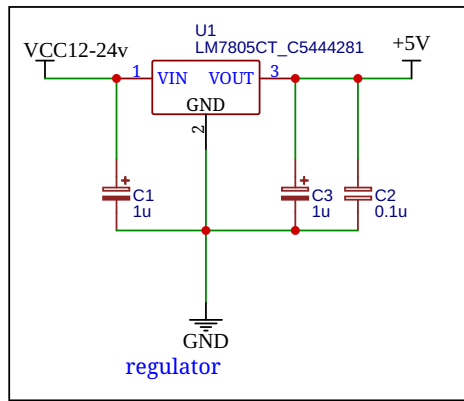 U1
LM7805CT_C5444281
VCC12-24v
+5V
1
VIN
VOUT
3
GND
2
+
C1
1u
+
C3
1u
C2
0.1u
GND
regulator